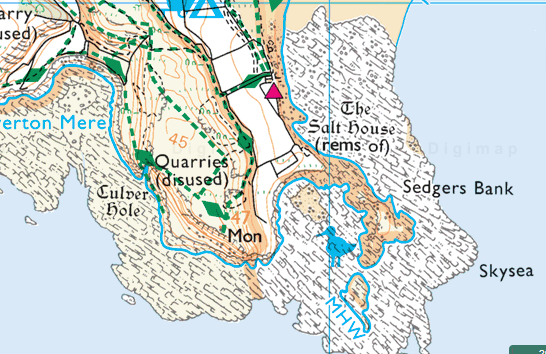 arry
used)
erton Mere
45
The
Salt House
(rems of)
Digimap
Quarries
(disused)
Culver
Hole
Sedgers Bank
47
Mon
Skysea
MHW